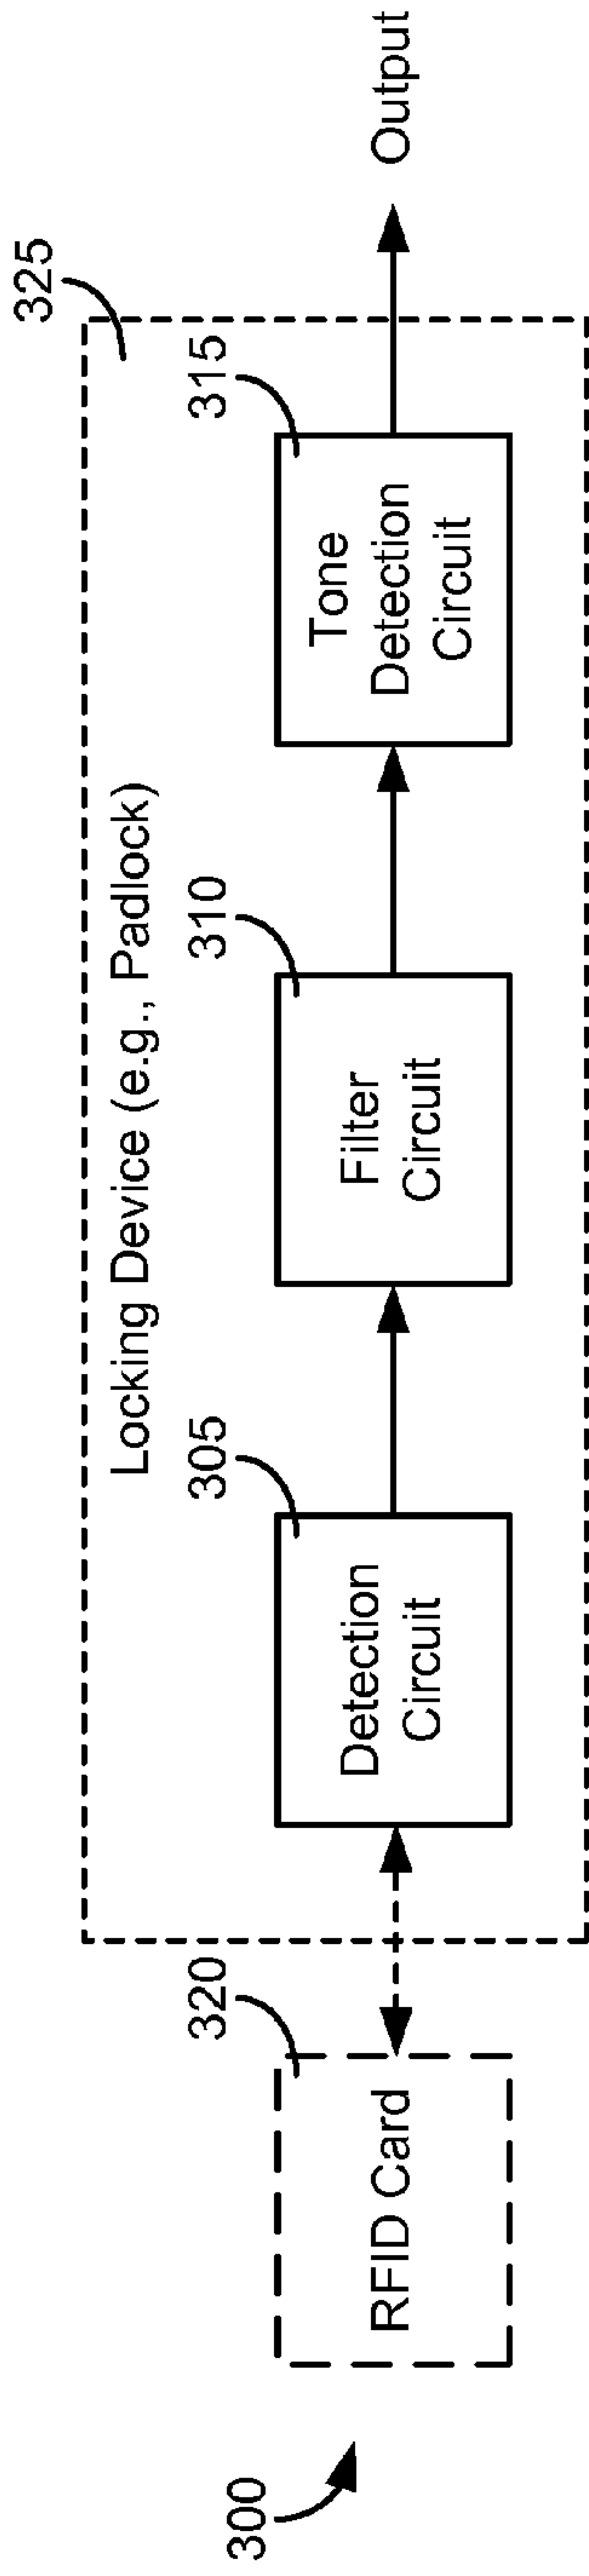 300
320
RFID Card
325
Locking Device (e.g., Padlock)
305
Detection
Circuit
310
Filter
Circuit
315
Tone
Detection
Circuit
Output